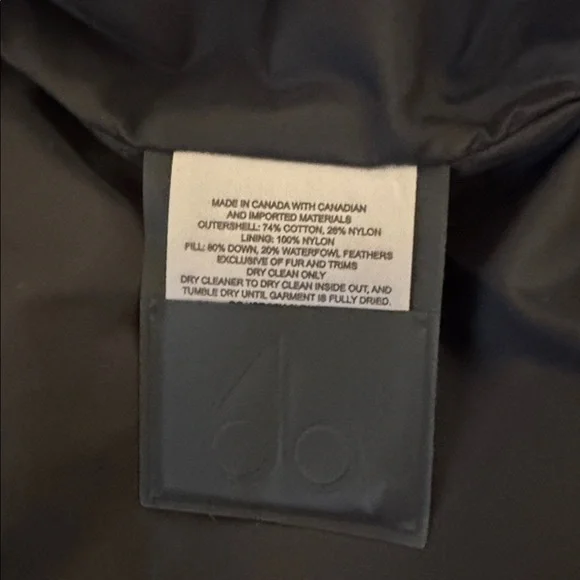 MADE IN CANADA WITH CANADIAN
AND IMPORTED MATERIALS
OUTERSHELL: 74% COTTON, 26% NYLON
LINING: 100% NYLON
FILL: 80% DOWN, 20% WATERFOWL FEATHERS
EXCLUSIVE OF FUR AND TRIMS
DRY CLEAN ONLY
DRY CLEANER TO DRY CLEAN INSIDE OUT, AND
TUMBLE DRY UNTIL GARMENT IS FULLY DRIED.